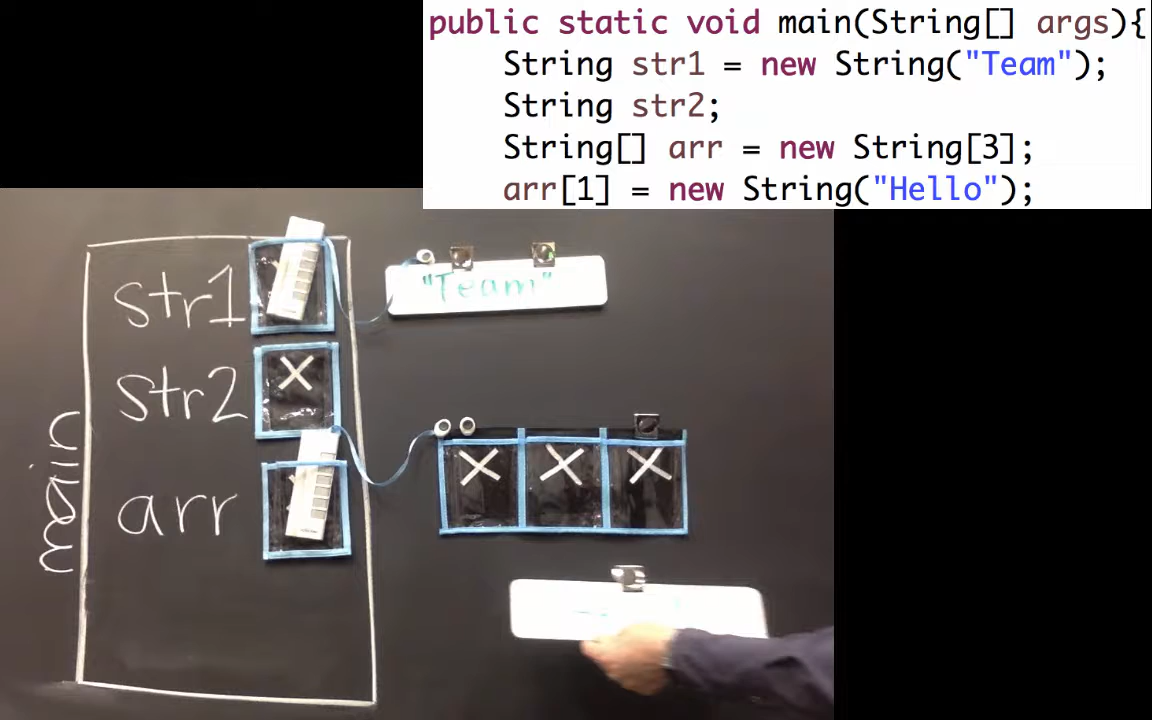 public static void main(String[] args){
String str1 = new String("Team");
String str2;
String[] arr = new String[3];
arr[1] = new String("Hello");
str1
"Team"
str2
arr
main